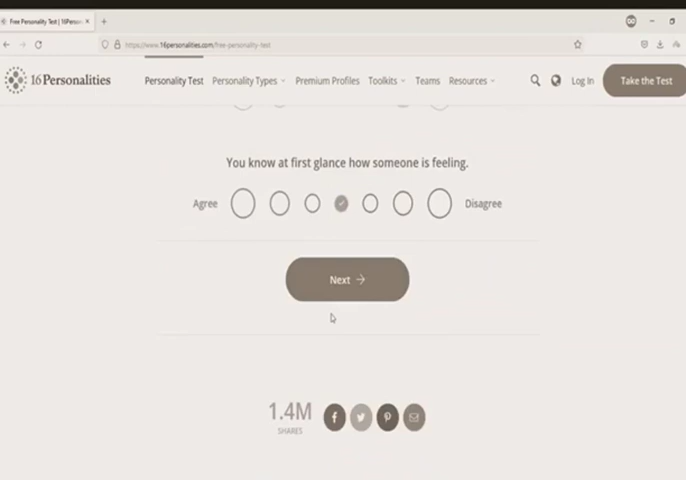 Free Personality Test | 16Person
https://www.16personalities.com/free-personality-test
16Personalities
Personality Test
Personality Types
Premium Profiles
Toolkits
Teams
Resources
Log In
Take the Test
You know at first glance how someone is feeling.
Agree
Disagree
Next
1.4M
SHARES